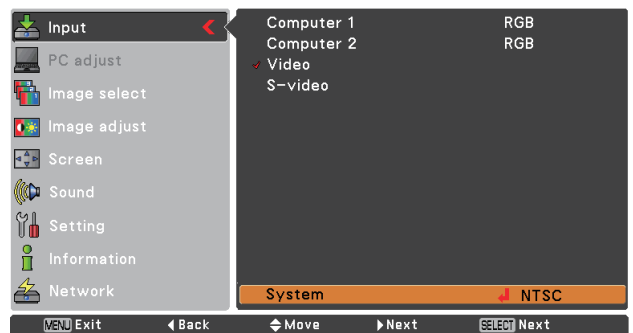 Input
PC adjust
Image select
Image adjust
Screen
Sound
Setting
Information
Network
Computer 1 RGB
Computer 2 RGB
Video
S-video
System NTSC
MENU Exit Back Move Next SELECT Next